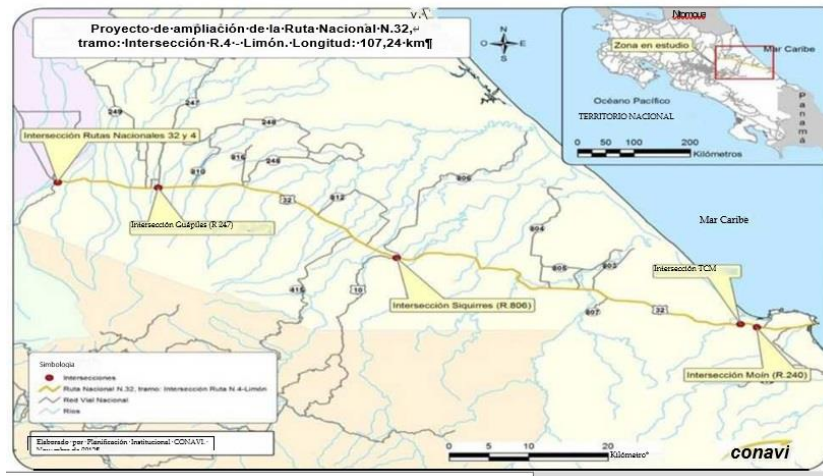 Proyecto·de·ampliación·de·la·Ruta·Nacional·N.32,
tramo:·Intersección·R.4·-·Limón.·Longitud:·107,24·km¶
N
O
E
S
Zona en estudio
Mar Caribe
Océano Pacífico
TERRITORIO NACIONAL
Panamá
0 50 100 200
Kilómetros
249
247
248
Intersección Rutas Nacionales 32 y 4
816
248
810
806
32
812
Intersección Guápiles (R.247)
Mar Caribe
804
Intersección TCM
415
10
Intersección Siquirres (R.806)
805
807
32
Intersección Moín (R.240)
Simbología
Intersecciones
Ruta Nacional N.32, tramo: Intersección Ruta N.4-Limón
Red Vial Nacional
Ríos
Elaborado·por·Planificación·Institucional·CONAVI.
0 5 10 20
Kilómetro
conavi